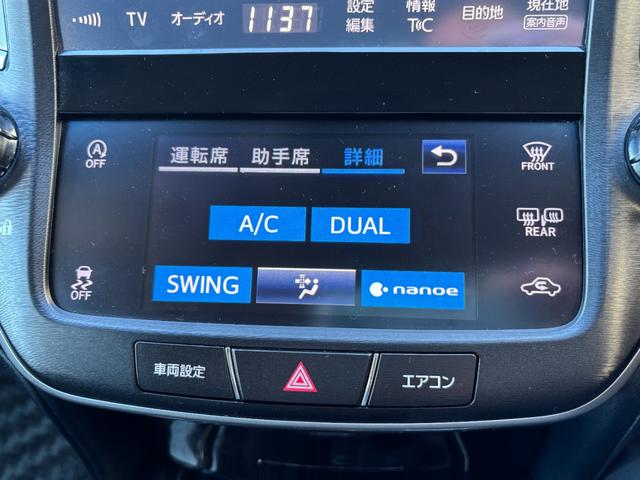 TV オーディオ 1137 設定編集 情報T(C 目的地 現在地 案内音声
OFF 運転席 助手席 詳細 FRONT
A/C DUAL REAR
OFF SWING nanoe
車両設定 エアコン